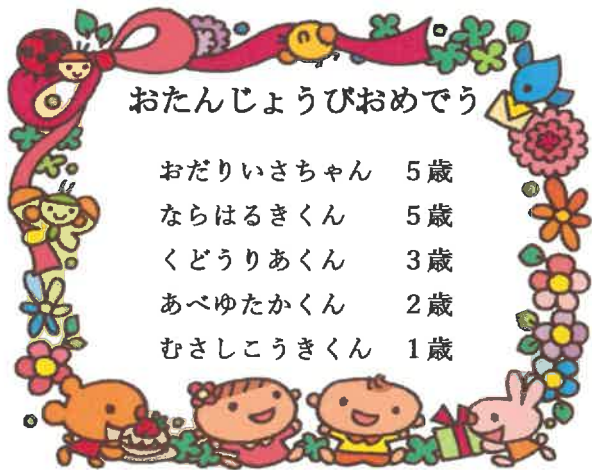 おたんじょうびおめでう
おだりいさちゃん　5歳
ならはるきくん　5歳
くどうりあくん　3歳
あべゆたかくん　2歳
むさしこうきくん　1歳